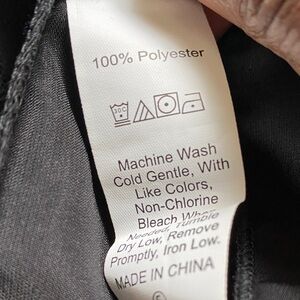 100% Polyester
30C
Machine Wash
Cold Gentle, With
Like Colors,
Non-Chlorine
Bleach When
Needed, Tumble
Dry Low, Remove
Promptly, Iron Low.
MADE IN CHINA